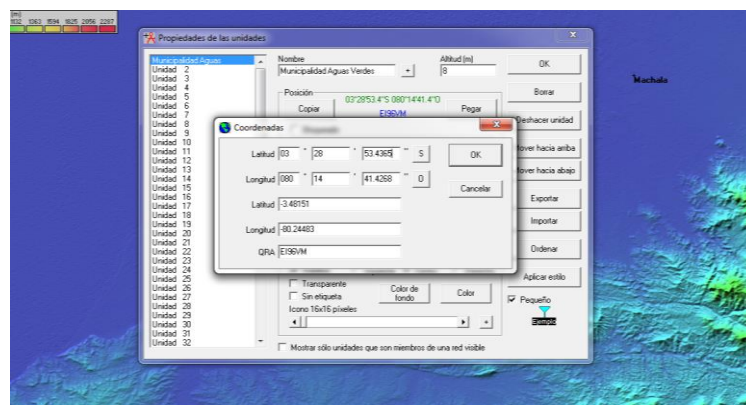 [m]
1132 1363 1594 1825 2056 2287
Propiedades de las unidades
Machala
Municipalidad Aguas
Unidad 2
Unidad 3
Unidad 4
Unidad 5
Unidad 6
Unidad 7
Unidad 8
Unidad 9
Unidad 10
Unidad 11
Unidad 12
Unidad 13
Unidad 14
Unidad 15
Unidad 16
Unidad 17
Unidad 18
Unidad 19
Unidad 20
Unidad 21
Unidad 22
Unidad 23
Unidad 24
Unidad 25
Unidad 26
Unidad 27
Unidad 28
Unidad 29
Unidad 30
Unidad 31
Unidad 32
Nombre
Municipalidad Aguas Verdes
+
Altitud [m]
8
Posición
Copiar
03°28'53.4"S 080°14'41.4"O
EI96VM
Pegar
Coordenadas
Latitud 03 ° 28 ' 53.4365 " S
Longitud 080 ° 14 ' 41.4268 " O
Latitud -3.48151
Longitud -80.24483
QRA EI96VM
OK
Cancelar
Transparente
Sin etiqueta
Color de fondo
Color
Icono 16x16 píxeles
+
Mostrar sólo unidades que son miembros de una red visible
OK
Borrar
Deshacer unidad
over hacia arriba
over hacia abajo
Exportar
Importar
Ordenar
Aplicar estilo
Pequeño
Ejemplo